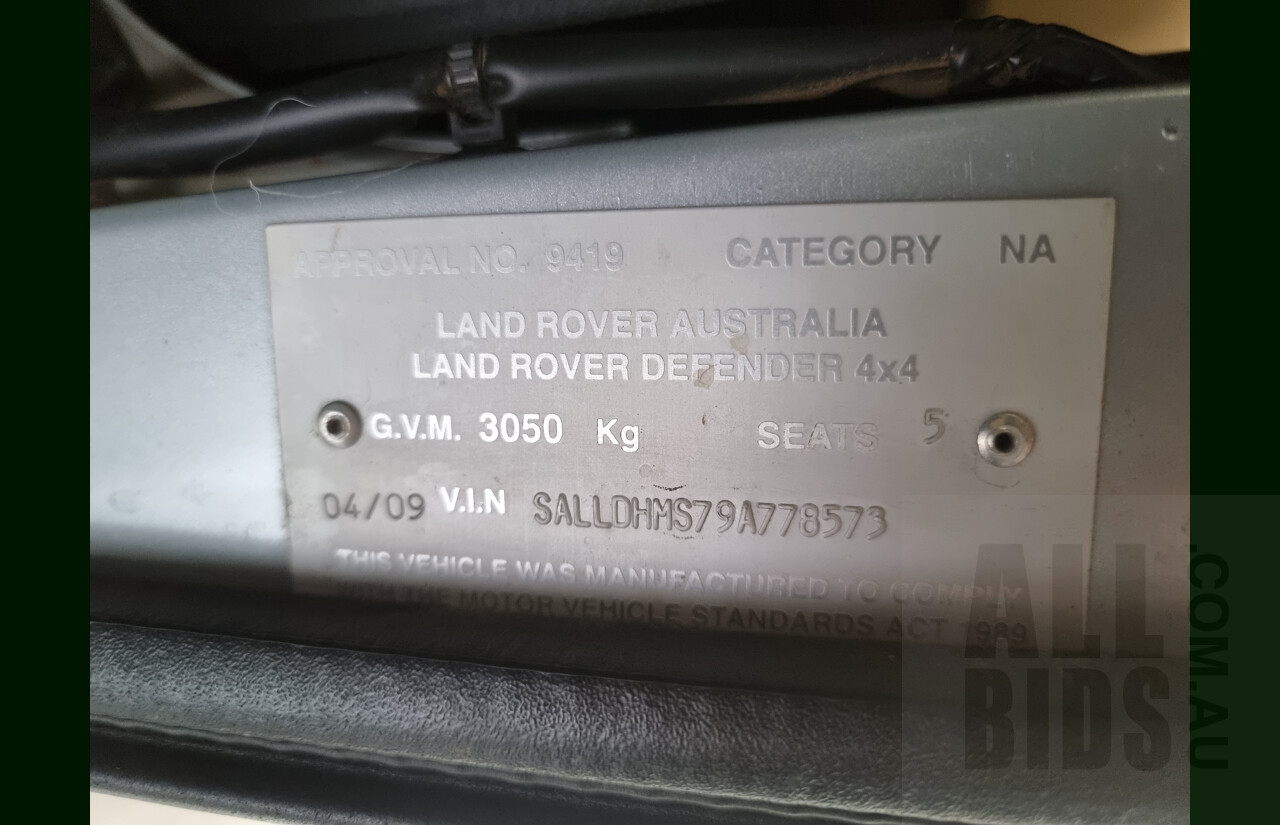 APPROVAL NO. 9419 CATEGORY NA
LAND ROVER AUSTRALIA
LAND ROVER DEFENDER 4x4
G.V.M. 3050 Kg SEATS 5
04/09 V.I.N SALLDHMS79A778573
THIS VEHICLE WAS MANUFACTURED TO COMPLY
WITH THE MOTOR VEHICLE STANDARDS ACT 1989
ALL
BIDS
.COM.AU